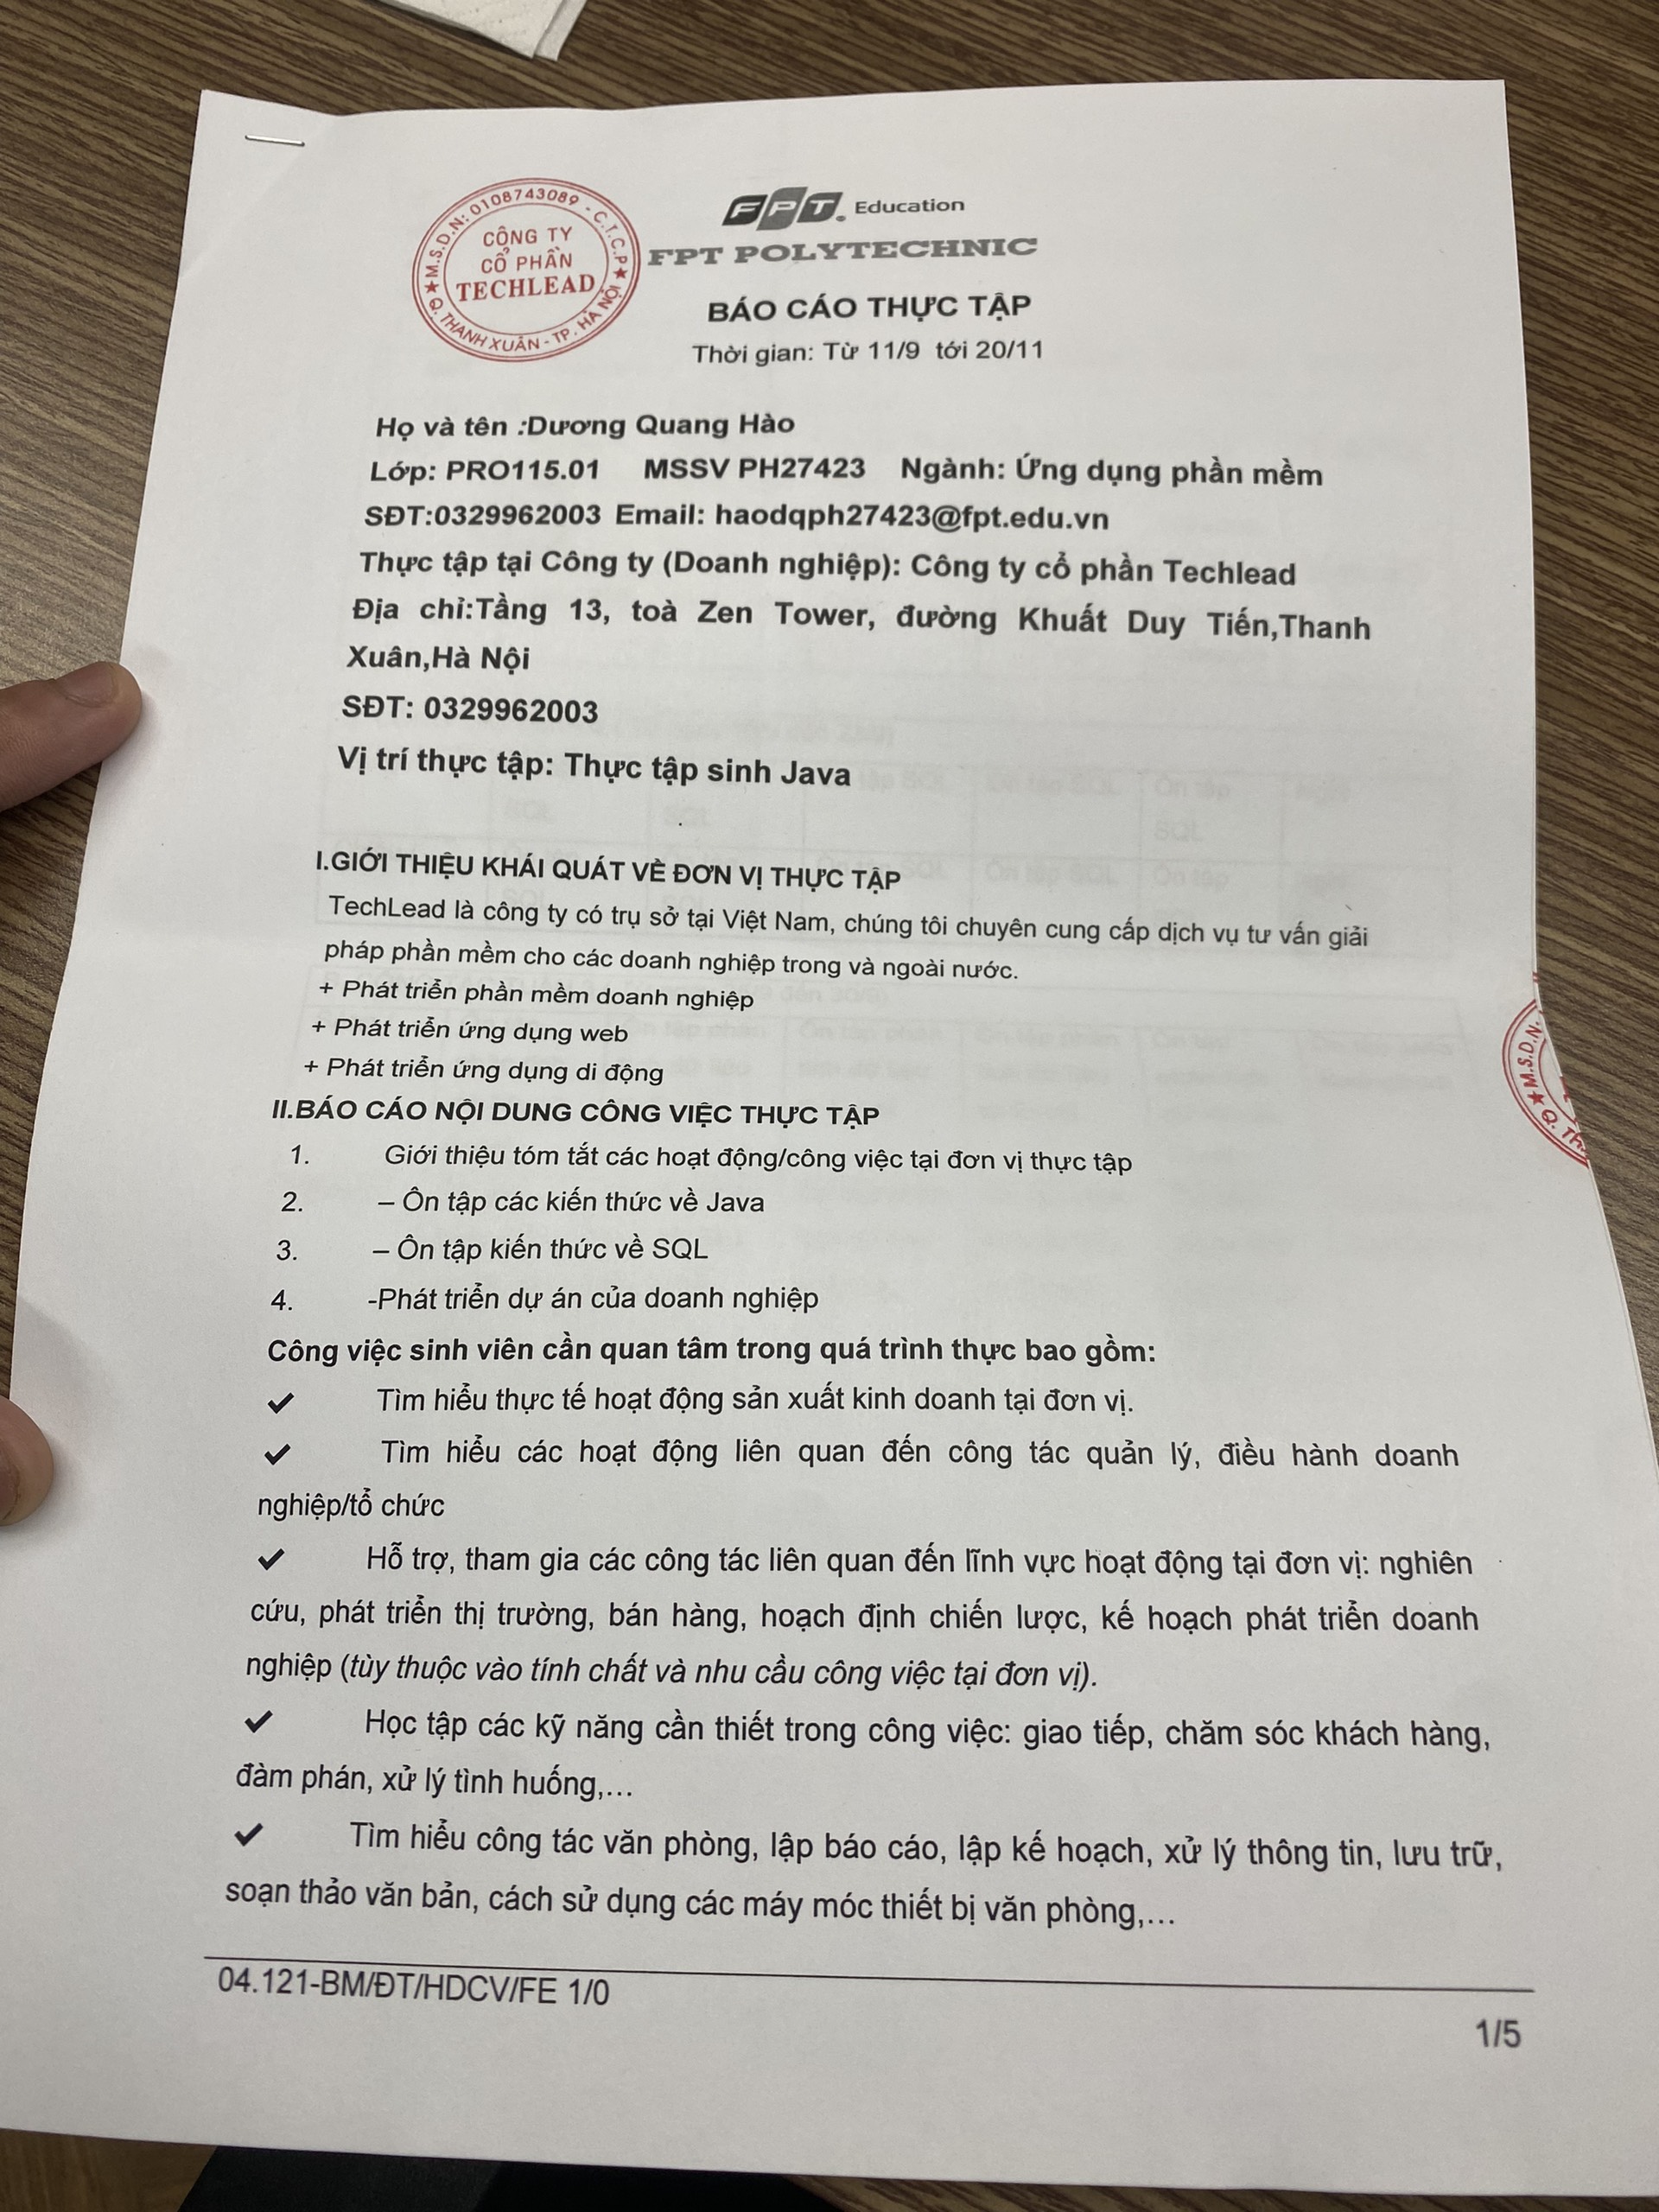 M.S.D.N: 0108743089 - C.T.C.P
CÔNG TY
CỔ PHẦN
TECHLEAD
Q. THANH XUÂN - TP. HÀ NỘI
FPT. Education
FPT POLYTECHNIC
BÁO CÁO THỰC TẬP
Thời gian: Từ 11/9 tới 20/11
Họ và tên :Dương Quang Hào
Lớp: PRO115.01 MSSV PH27423 Ngành: Ứng dụng phần mềm
SĐT:0329962003 Email: haodqph27423@fpt.edu.vn
Thực tập tại Công ty (Doanh nghiệp): Công ty cổ phần Techlead
Địa chỉ:Tầng 13, toà Zen Tower, đường Khuất Duy Tiến,Thanh
Xuân,Hà Nội
SĐT: 0329962003
Vị trí thực tập: Thực tập sinh Java
I.GIỚI THIỆU KHÁI QUÁT VỀ ĐƠN VỊ THỰC TẬP
TechLead là công ty có trụ sở tại Việt Nam, chúng tôi chuyên cung cấp dịch vụ tư vấn giải
pháp phần mềm cho các doanh nghiệp trong và ngoài nước.
+ Phát triển phần mềm doanh nghiệp
+ Phát triển ứng dụng web
+ Phát triển ứng dụng di động
II.BÁO CÁO NỘI DUNG CÔNG VIỆC THỰC TẬP
1. Giới thiệu tóm tắt các hoạt động/công việc tại đơn vị thực tập
2. – Ôn tập các kiến thức về Java
3. – Ôn tập kiến thức về SQL
4. -Phát triển dự án của doanh nghiệp
Công việc sinh viên cần quan tâm trong quá trình thực bao gồm:
✓ Tìm hiểu thực tế hoạt động sản xuất kinh doanh tại đơn vị.
✓ Tìm hiểu các hoạt động liên quan đến công tác quản lý, điều hành doanh
nghiệp/tổ chức
✓ Hỗ trợ, tham gia các công tác liên quan đến lĩnh vực hoạt động tại đơn vị: nghiên
cứu, phát triển thị trường, bán hàng, hoạch định chiến lược, kế hoạch phát triển doanh
nghiệp (tùy thuộc vào tính chất và nhu cầu công việc tại đơn vị).
✓ Học tập các kỹ năng cần thiết trong công việc: giao tiếp, chăm sóc khách hàng,
đàm phán, xử lý tình huống,…
✓ Tìm hiểu công tác văn phòng, lập báo cáo, lập kế hoạch, xử lý thông tin, lưu trữ,
soạn thảo văn bản, cách sử dụng các máy móc thiết bị văn phòng,…
04.121-BM/ĐT/HDCV/FE 1/0
1/5
M.S.D.N.
Q. TH